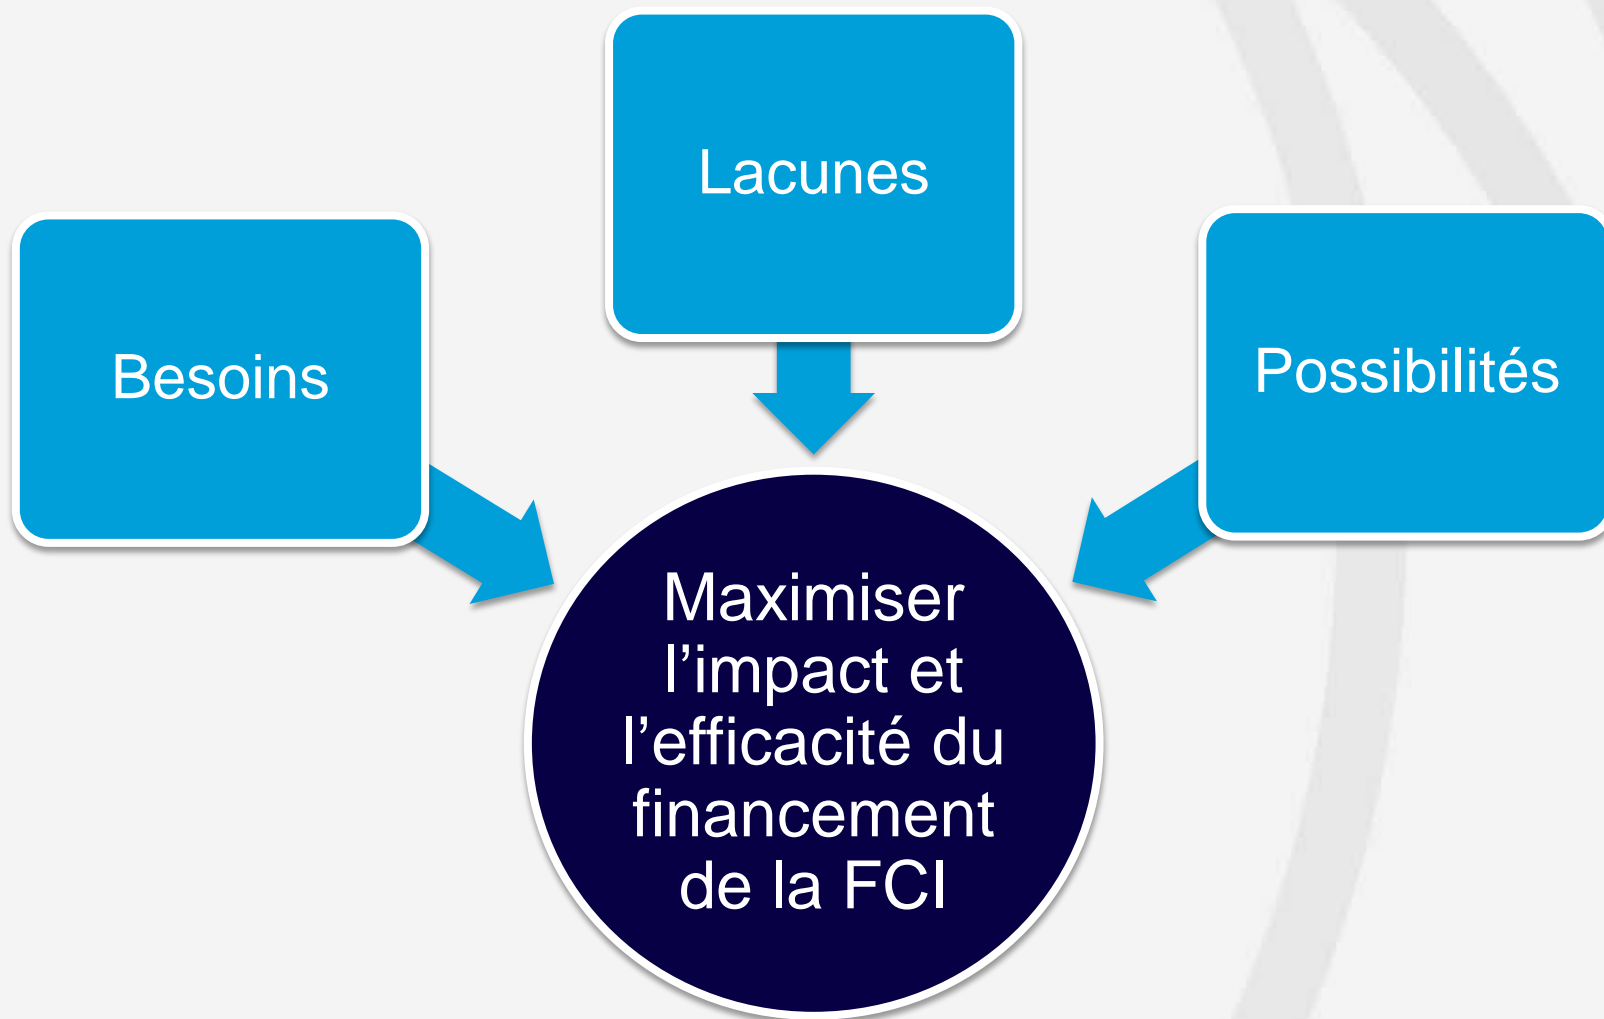 Lacunes
Besoins
Possibilités
Maximiser
l’impact et
l’efficacité du
financement
de la FCI